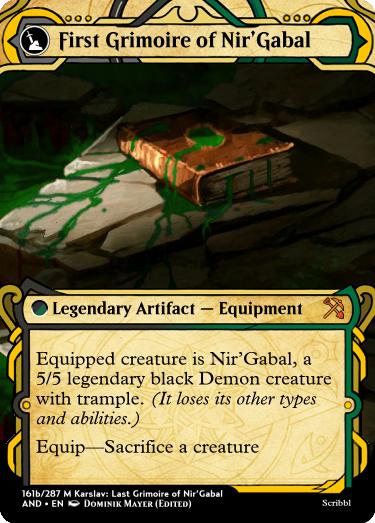 First Grimoire of Nir'Gabal
Legendary Artifact — Equipment
Equipped creature is Nir'Gabal, a
5/5 legendary black Demon creature
with trample. (It loses its other types
and abilities.)
Equip—Sacrifice a creature
161b/287 M Karslav: Last Grimoire of Nir'Gabal
AND • EN Dominik Mayer (Edited)
Scribbl